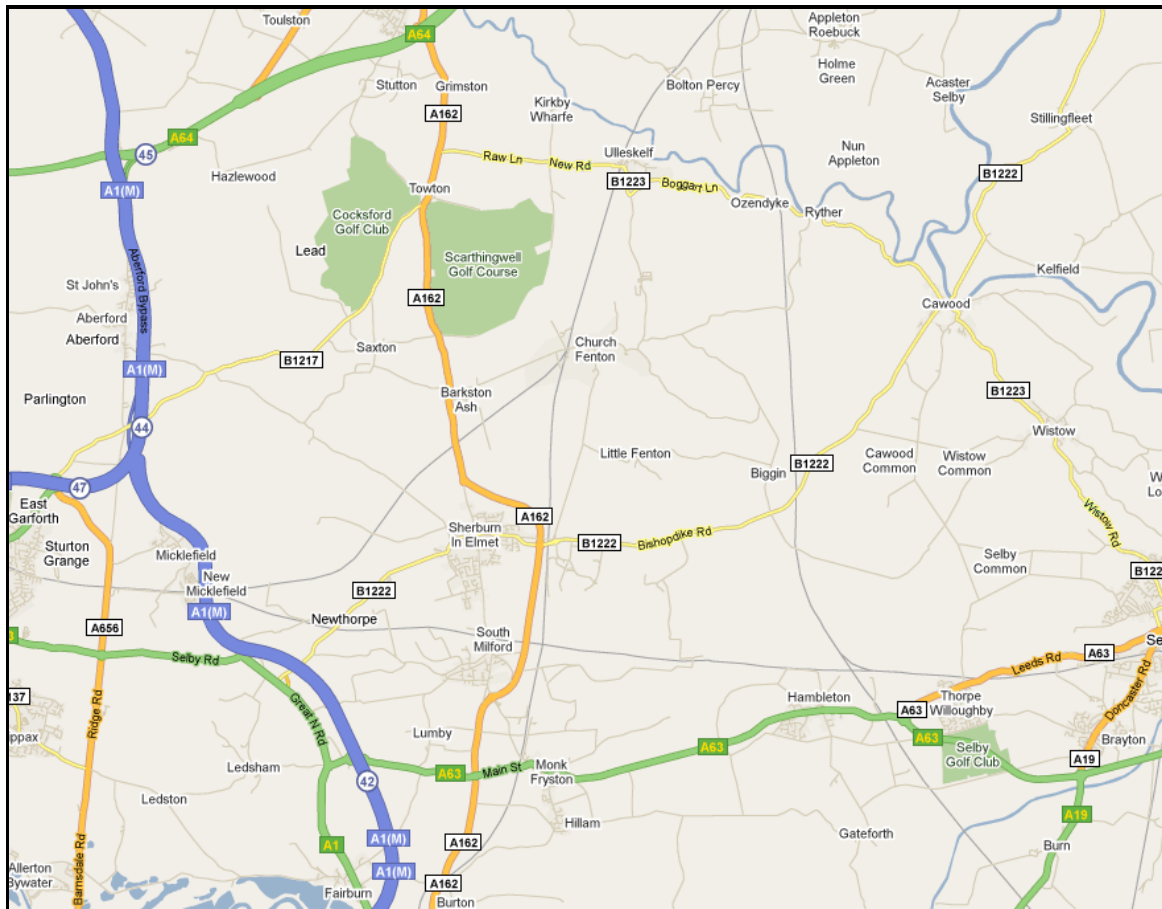 Toulston
A64
Appleton
Roebuck
Holme
Green
Stutton
Grimston
Bolton Percy
Acaster
Selby
Kirkby
Wharfe
A162
Stillingfleet
A64
45
Raw Ln
New Rd
Ulleskelf
Nun
Appleton
Hazlewood
A1(M)
B1222
B1223
Boggart Ln
Towton
Ozendyke
Ryther
Cocksford
Golf Club
Lead
Scarthingwell
Golf Course
Aberford Bypass
Kelfield
St John's
A162
Cawood
Aberford
Aberford
Saxton
B1217
Church
Fenton
A1(M)
Barkston
Ash
B1223
Parlington
44
Wistow
Little Fenton
Cawood
Common
Wistow
Common
Biggin
B1222
W
Lo
47
East
Garforth
A162
Wistow Rd
Sherburn
In Elmet
B1222
Bishopdike Rd
Sturton
Grange
Micklefield
Selby
Common
B122
New
Micklefield
B1222
A1(M)
Newthorpe
A656
South
Milford
3
Selby Rd
A63
Se
Leeds Rd
137
Ridge Rd
Great N Rd
Hambleton
Thorpe
Willoughby
Doncaster Rd
A63
A63
Lumby
A63
Brayton
ippax
Selby
Golf Club
A19
Ledsham
A63
Main St
Monk
Fryston
42
Ledston
Hillam
A19
Gateforth
A1
A1(M)
A162
Burn
Barnsdale Rd
Allerton
Bywater
A1(M)
A162
Fairburn
Burton